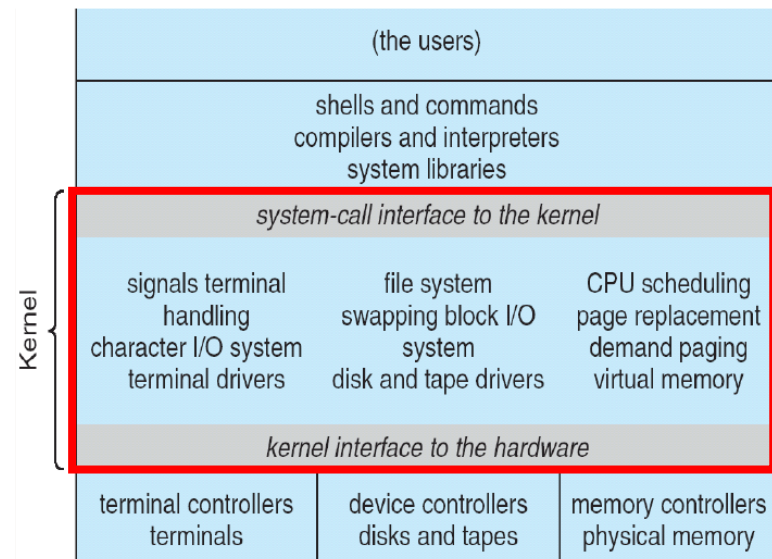 (the users)
shells and commands
compilers and interpreters
system libraries
system-call interface to the kernel
Kernel
signals terminal
handling
character I/O system
terminal drivers
file system
swapping block I/O
system
disk and tape drivers
CPU scheduling
page replacement
demand paging
virtual memory
kernel interface to the hardware
terminal controllers
terminals
device controllers
disks and tapes
memory controllers
physical memory